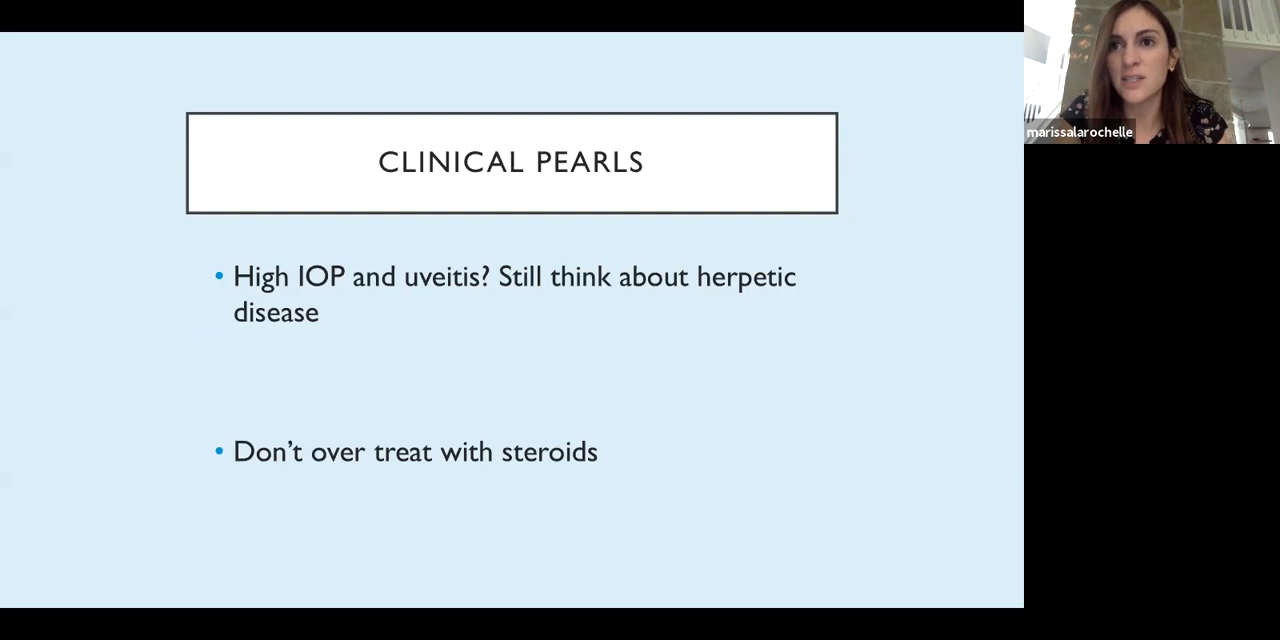 CLINICAL PEARLS
• High IOP and uveitis? Still think about herpetic
disease
• Don’t over treat with steroids
marissalarochelle